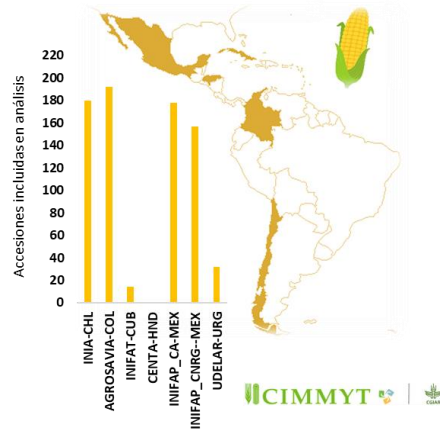 Accesiones incluidas en análisis
220
200
180
160
140
120
100
80
60
40
20
0
INIA-CHL
AGROSAVIA-COL
INIFAT-CUB
CENTA-HND
INIFAP_CA-MEX
INIFAP_CNRG--MEX
UDELAR-URG
CIMMYT
CGIAR